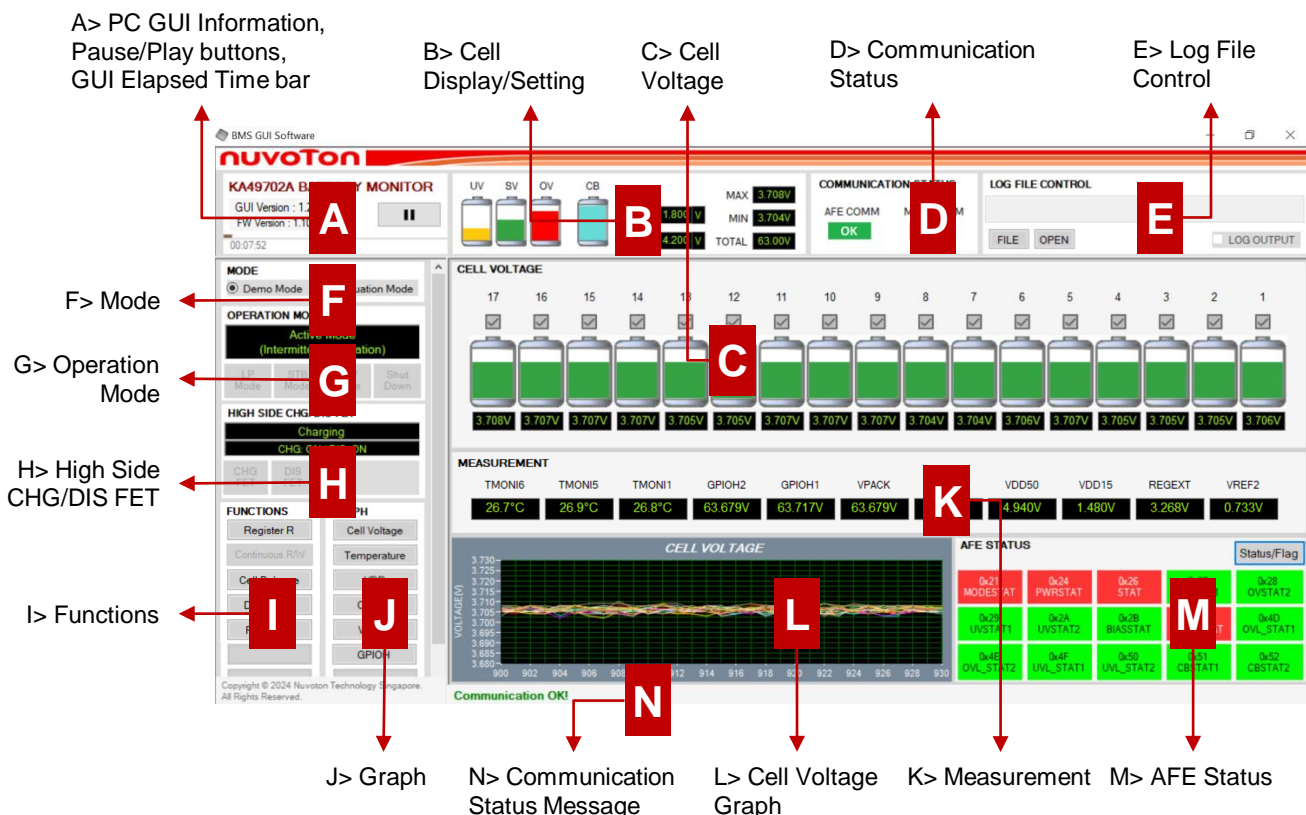 A> PC GUI Information,
Pause/Play buttons,
GUI Elapsed Time bar
B> Cell
Display/Setting
C> Cell
Voltage
D> Communication
Status
E> Log File
Control
BMS GUI Software
nuvoTon
KA49702A MONITOR
GUI Version :
FW Version :
00:07:52
A
UV SV OV CB
1.800 V
4.200 V
MAX 3.708V
MIN 3.704V
TOTAL 63.00V
B
COMMUNICATION
AFE COMM
OK
D
LOG FILE CONTROL
FILE OPEN
LOG OUTPUT
E
F> Mode
MODE
Demo Mode Mode
F
OPERATION
Active
G> Operation
Mode
LP
Mode
STB
Shut
Down
G
H> High Side
CHG/DIS FET
HIGH SIDE
Charging
CHG: ON
CHG
FET
DIS
H
I> Functions
FUNCTIONS
Register R
Continuous R/W
I
Cell Voltage
Temperature
GPIOH
J
Copyright © 2024 Nuvoton Technology Singapore.
All Rights Reserved.
CELL VOLTAGE
17 16 15 14 13 12 11 10 9 8 7 6 5 4 3 2 1
C
3.708V 3.707V 3.707V 3.707V 3.705V 3.705V 3.707V 3.707V 3.707V 3.704V 3.704V 3.706V 3.707V 3.705V 3.705V 3.705V 3.706V
MEASUREMENT
TMONI6 TMONI5 TMONI1 GPIOH2 GPIOH1 VPACK VDD50 VDD15 REGEXT VREF2
26.7°C 26.9°C 26.8°C 63.679V 63.717V 63.679V 4.940V 1.480V 3.268V 0.733V
K
CELL VOLTAGE
VOLTAGE(V)
3.730
3.725
3.720
3.715
3.710
3.705
3.700
3.695
3.690
3.685
3.680
900 902 904 906 910 912 914 916 918 920 922 924 926 928 930
L
AFE STATUS
Status/Flag
0x21
MODESTAT
0x24
PWRSTAT
0x26
STAT
0x28
OVSTAT2
0x29
UVSTAT1
0x2A
UVSTAT2
0x2B
BIASSTAT
0x4D
OVL_STAT1
0x4E
OVL_STAT2
0x4F
UVL_STAT1
0x50
UVL_STAT2
0x51
CBSTAT1
0x52
CBSTAT2
M
Communication OK!
N
J> Graph
N> Communication
Status Message
L> Cell Voltage
Graph
K> Measurement
M> AFE Status